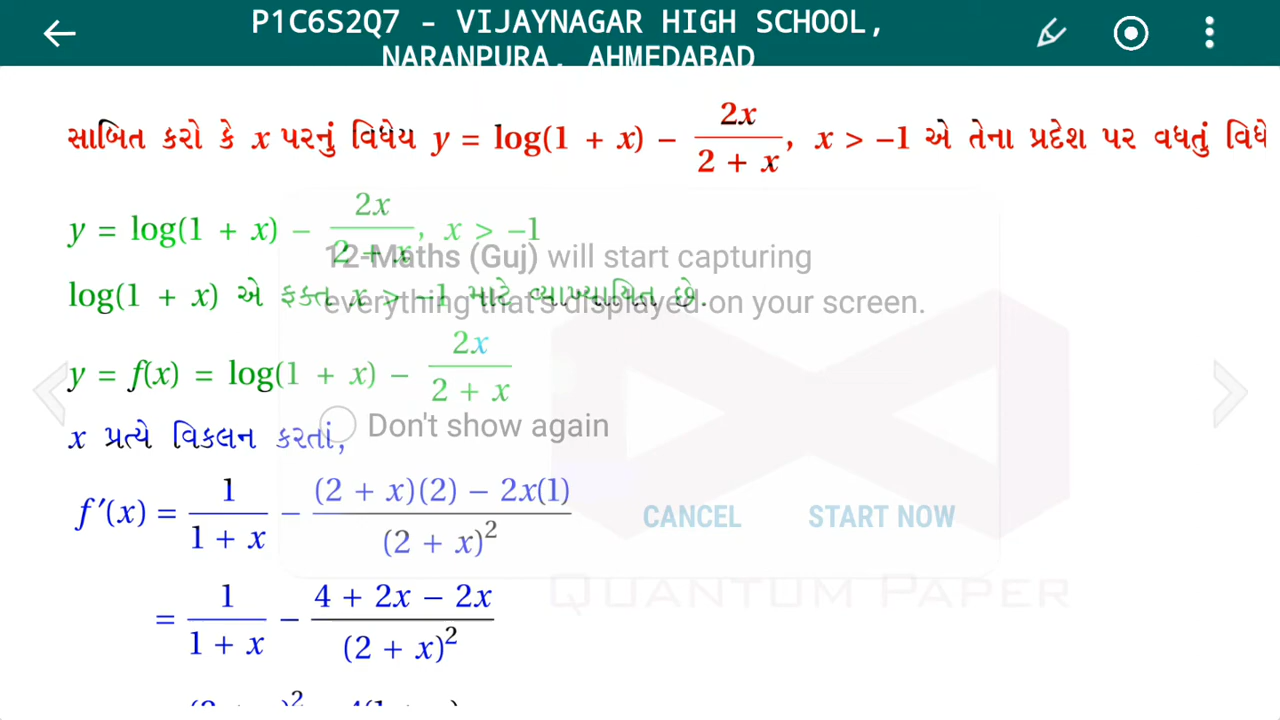 P1C6S2Q7 - VIJAYNAGAR HIGH SCHOOL,
NARANPURA, AHMEDABAD
સાબિત કરો કે x પરનું વિધેય y = log(1 + x) − 2x/(2 + x), x > −1 એ તેના પ્રદેશ પર વધતું
y = log(1 + x) − 2x/(2 + x), x > −1
12-Maths (Guj) will start capturing
log(1 + x) એ ફક્ત x > −1 માટે વ્યાખ્યાયિત છે.
everything that's displayed on your screen.
y = f(x) = log(1 + x) − 2x/(2 + x)
Don't show again
x પ્રત્યે વિકલન કરતાં,
f′(x) = 1/(1 + x) − ((2 + x)(2) − 2x(1))/(2 + x)²
CANCEL START NOW
QUANTUM PAPER
= 1/(1 + x) − (4 + 2x − 2x)/(2 + x)²